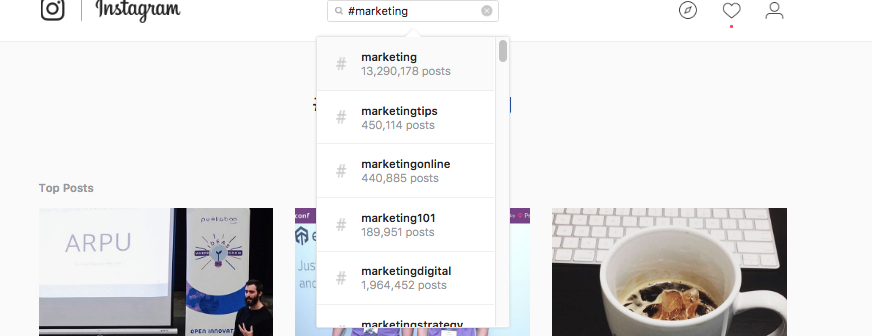 Instagram
#marketing
# marketing
13,290,178 posts
# marketingtips
450,114 posts
# marketingonline
440,885 posts
# marketing101
189,951 posts
# marketingdigital
1,964,452 posts
marketingstrategy
Top Posts
ARPU
OPEN INNOVAT
conf
Jus
and